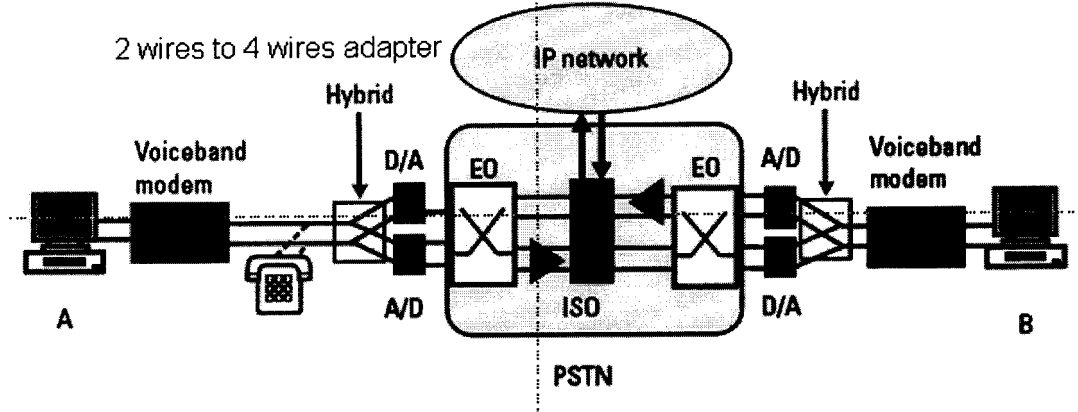 2 wires to 4 wires adapter
IP network
Hybrid
Hybrid
Voiceband
modem
D/A
EO
EO
A/D
Voiceband
modem
A
A/D
ISO
D/A
B
PSTN